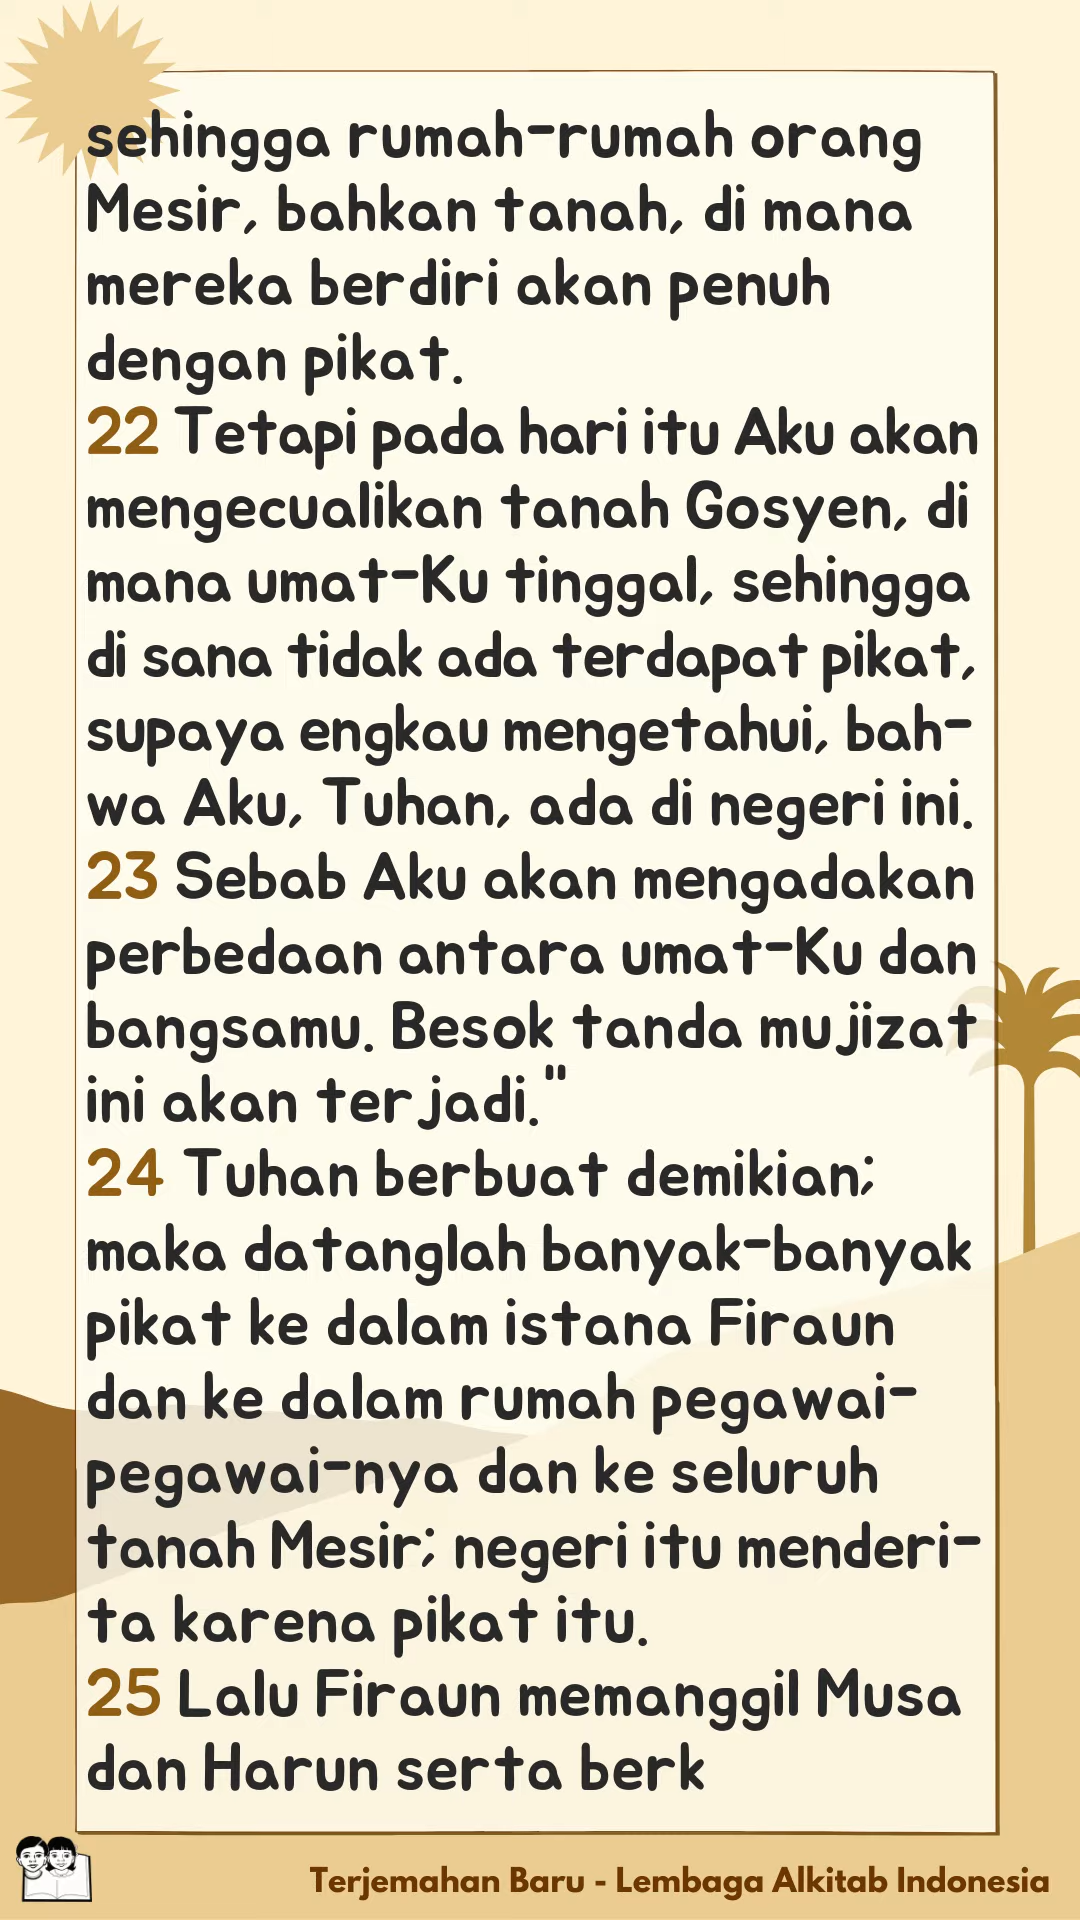 sehingga rumah-rumah orang
Mesir, bahkan tanah, di mana
mereka berdiri akan penuh
dengan pikat.
22 Tetapi pada hari itu Aku akan
mengecualikan tanah Gosyen, di
mana umat-Ku tinggal, sehingga
di sana tidak ada terdapat pikat,
supaya engkau mengetahui, bah-
wa Aku, Tuhan, ada di negeri ini.
23 Sebab Aku akan mengadakan
perbedaan antara umat-Ku dan
bangsamu. Besok tanda mujizat
ini akan terjadi."
24 Tuhan berbuat demikian;
maka datanglah banyak-banyak
pikat ke dalam istana Firaun
dan ke dalam rumah pegawai-
pegawai-nya dan ke seluruh
tanah Mesir; negeri itu menderi-
ta karena pikat itu.
25 Lalu Firaun memanggil Musa
dan Harun serta berk
Terjemahan Baru - Lembaga Alkitab Indonesia